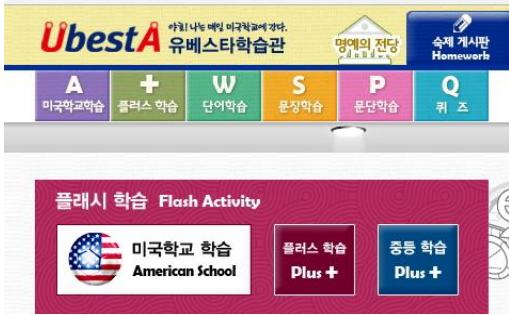 UbestA
아하! 나는 매일 미국학교에 간다.
유베스타학습관
명예의 전당
숙제 게시판
Homework
A
미국학교학습
+
플러스 학습
W
단어학습
S
문장학습
P
문단학습
Q
퀴 즈
플래시 학습 Flash Activity
미국학교 학습
American School
플러스 학습
Plus +
중등 학습
Plus +